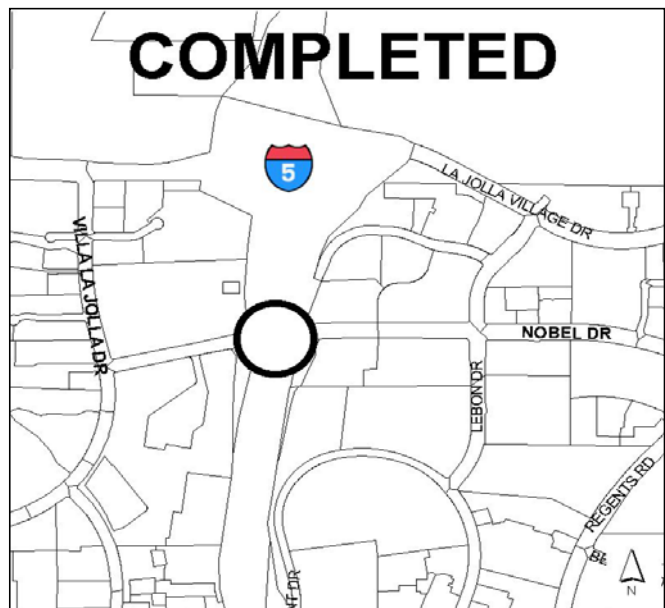 COMPLETED
5
LA JOLLA VILLAGE DR
VILLA LA JOLLA DR
NOBEL DR
LEBON DR
REGENTS RD
N